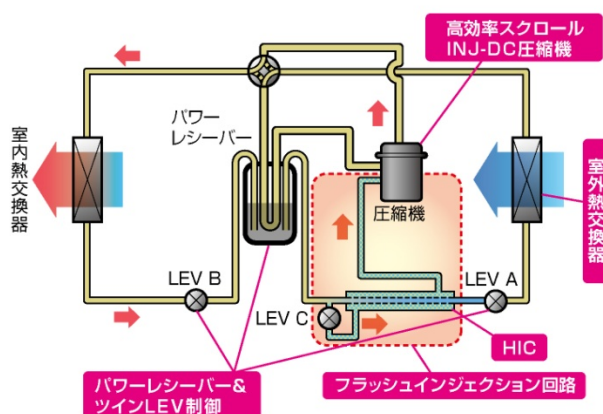 高効率スクロール
INJ-DC圧縮機
パワー
レシーバー
室内熱交換器
圧縮機
室外熱交換器
LEV B
LEV A
LEV C
HIC
パワーレシーバー&
ツインLEV制御
フラッシュインジェクション回路